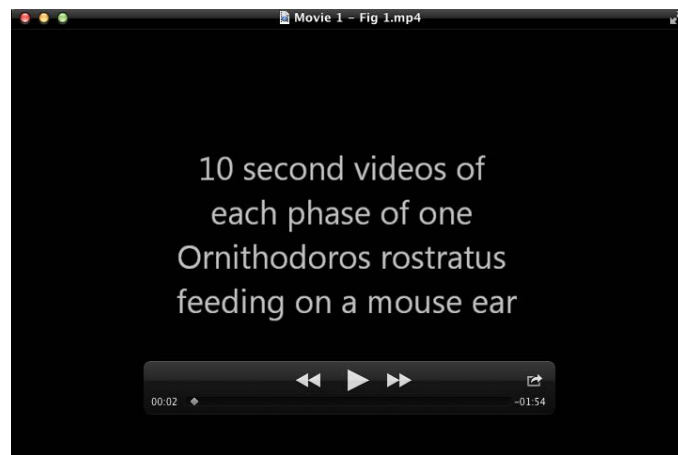 Movie 1 – Fig 1.mp4
10 second videos of
each phase of one
Ornithodoros rostratus
feeding on a mouse ear
00:02
-01:54